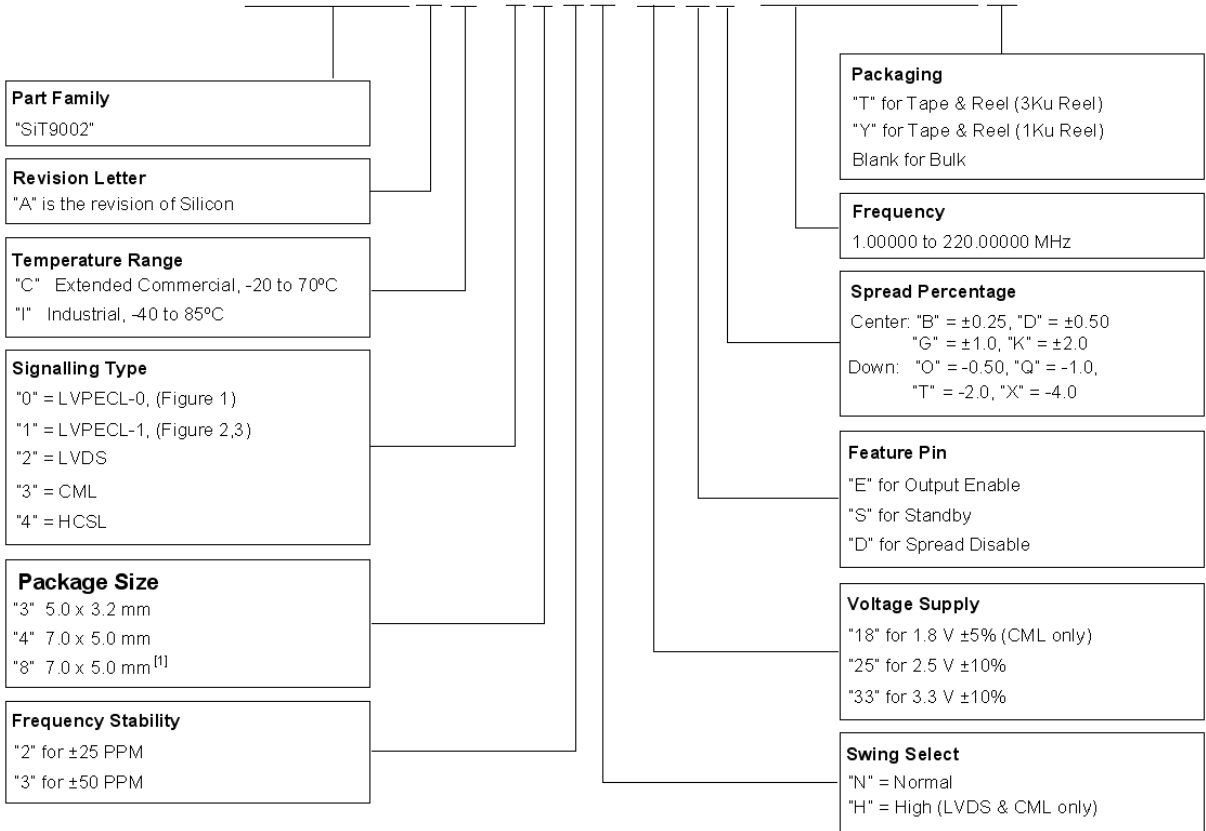 Part Family
"SiT9002"
Revision Letter
"A" is the revision of Silicon
Temperature Range
"C" Extended Commercial, -20 to 70ºC
"I" Industrial, -40 to 85ºC
Signalling Type
"0" = LVPECL-0, (Figure 1)
"1" = LVPECL-1, (Figure 2,3)
"2" = LVDS
"3" = CML
"4" = HCSL
Package Size
"3" 5.0 x 3.2 mm
"4" 7.0 x 5.0 mm
"8" 7.0 x 5.0 mm [1]
Frequency Stability
"2" for ±25 PPM
"3" for ±50 PPM
Packaging
"T" for Tape & Reel (3Ku Reel)
"Y" for Tape & Reel (1Ku Reel)
Blank for Bulk
Frequency
1.00000 to 220.00000 MHz
Spread Percentage
Center: "B" = ±0.25, "D" = ±0.50
"G" = ±1.0, "K" = ±2.0
Down: "O" = -0.50, "Q" = -1.0,
"T" = -2.0, "X" = -4.0
Feature Pin
"E" for Output Enable
"S" for Standby
"D" for Spread Disable
Voltage Supply
"18" for 1.8 V ±5% (CML only)
"25" for 2.5 V ±10%
"33" for 3.3 V ±10%
Swing Select
"N" = Normal
"H" = High (LVDS & CML only)